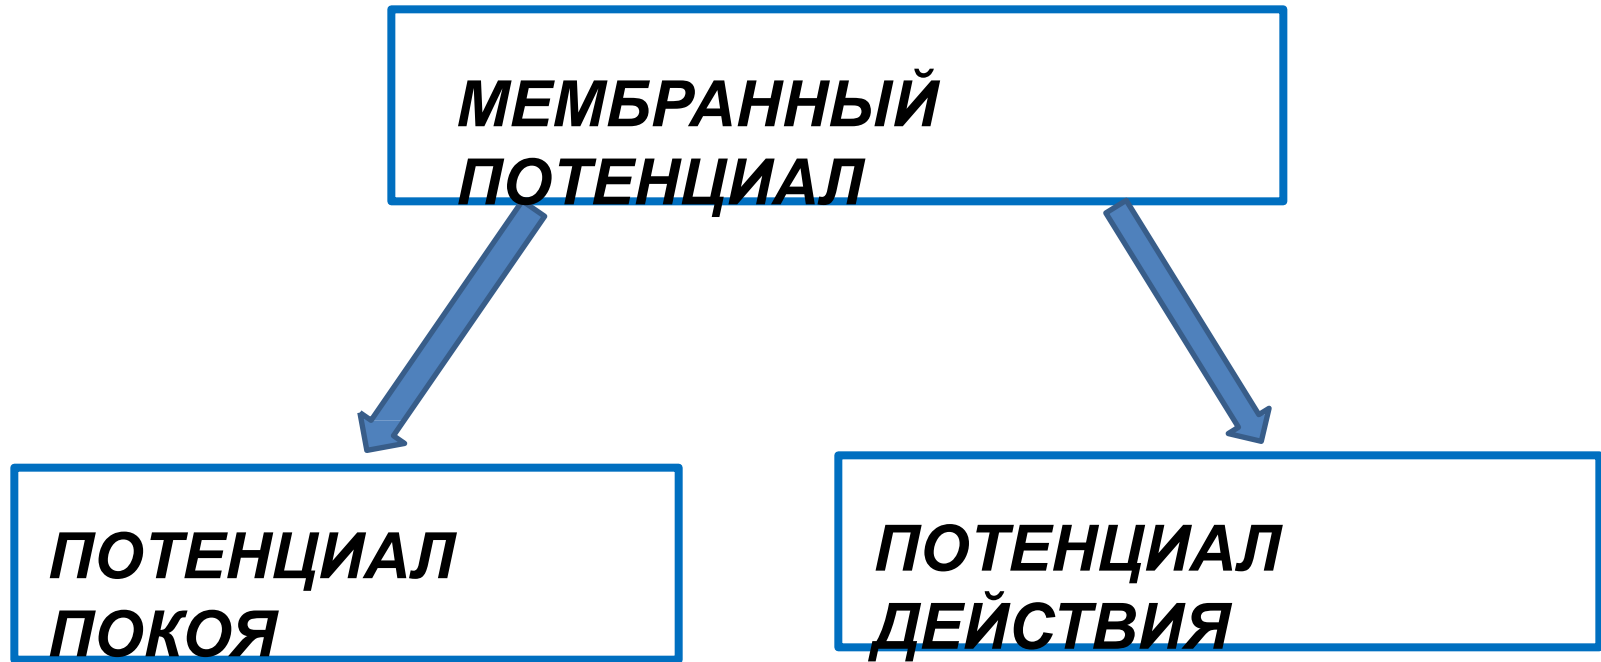 МЕМБРАННЫЙ
ПОТЕНЦИАЛ
ПОТЕНЦИАЛ
ПОКОЯ
ПОТЕНЦИАЛ
ДЕЙСТВИЯ